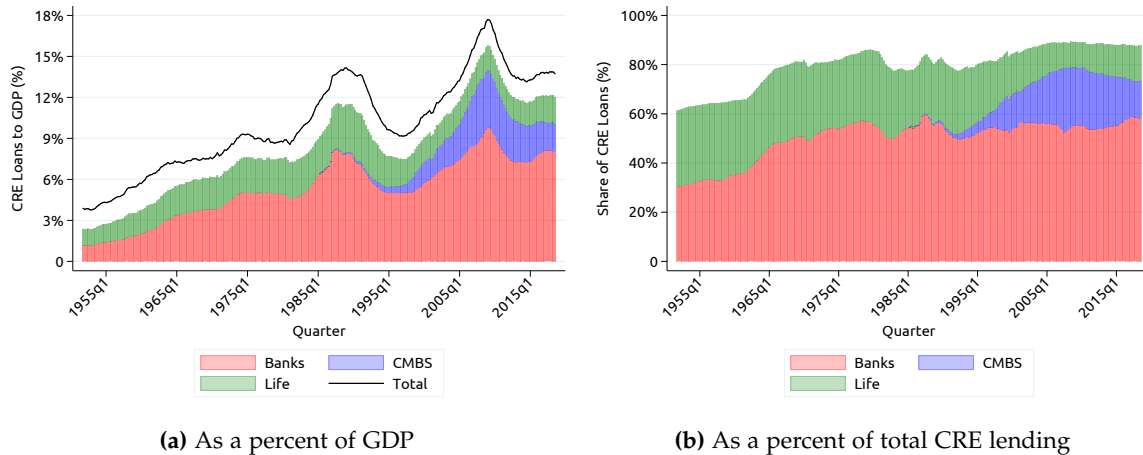 18%
15%
12%
9%
6%
3%
0
CRE Loans to GDP (%)
1955q1
1965q1
1975q1
1985q1
1995q1
2005q1
2015q1
Quarter
Banks
CMBS
Life
Total
(a) As a percent of GDP
100%
80%
60%
40%
20%
0
Share of CRE Loans (%)
1955q1
1965q1
1975q1
1985q1
1995q1
2005q1
2015q1
Quarter
Banks
CMBS
Life
(b) As a percent of total CRE lending